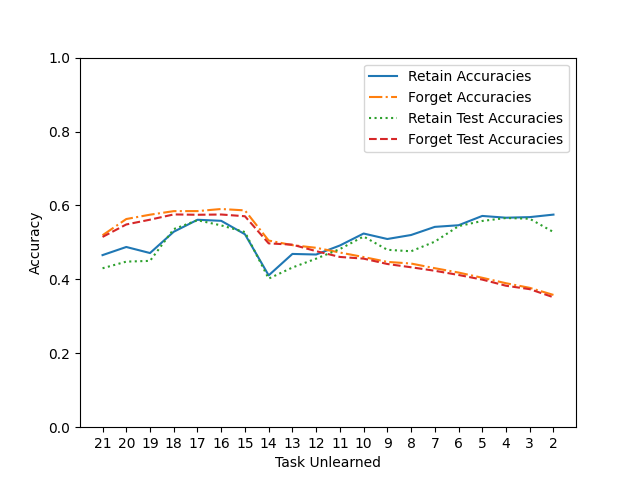 1.0
0.8
0.6
0.4
0.2
0.0
Accuracy
Retain Accuracies
Forget Accuracies
Retain Test Accuracies
Forget Test Accuracies
21 20 19 18 17 16 15 14 13 12 11 10 9 8 7 6 5 4 3 2
Task Unlearned